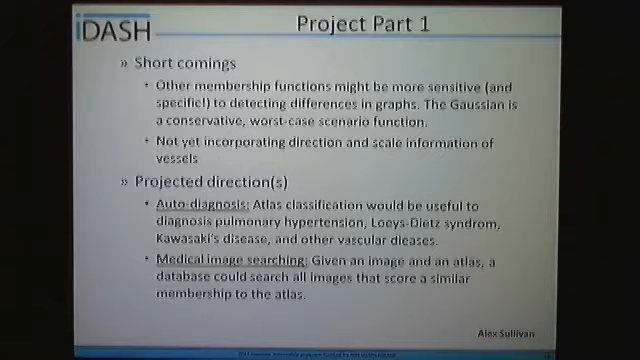 iDASH
Project Part 1
» Short comings
• Other membership functions might be more sensitive (and
specific!) to detecting differences in graphs. The Gaussian is
a conservative, worst-case scenario function.
• Not yet incorporating direction and scale information of
vessels
» Projected direction(s)
• Auto-diagnosis: Atlas classification would be useful to
diagnosis pulmonary hypertension, Loeys-Dietz syndrom,
Kawasaki's disease, and other vascular dieases.
• Medical image searching: Given an image and an atlas, a
database could search all images that score a similar
membership to the atlas.
Alex Sullivan